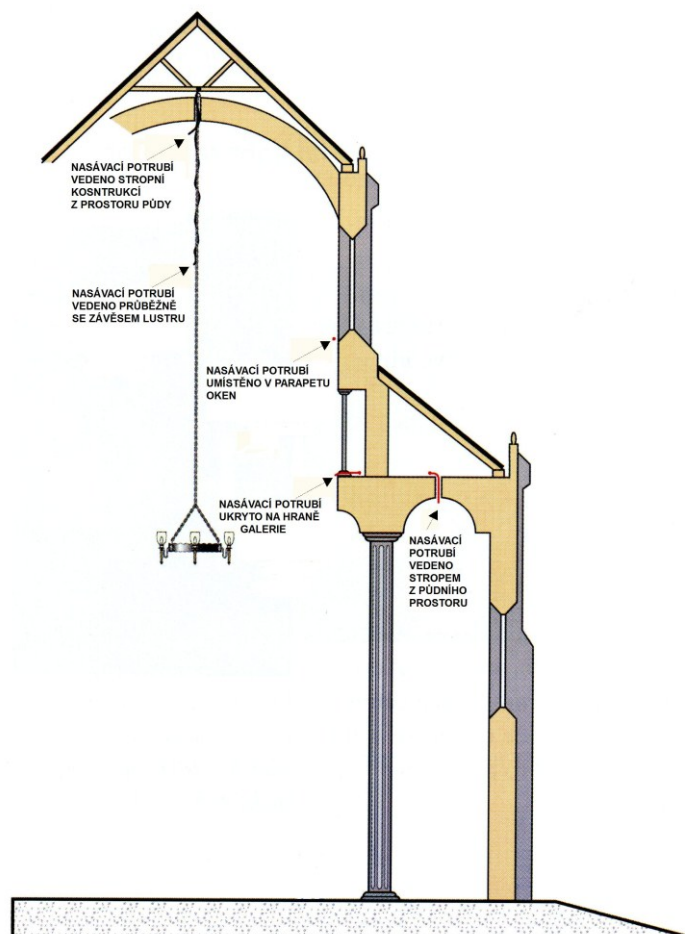 NASÁVACÍ POTRUBÍ
VEDENO STROPNÍ
KOSNTRUKCÍ
Z PROSTORU PŮDY
NASÁVACÍ POTRUBÍ
VEDENO PRŮBĚŽNĚ
SE ZÁVĚSEM LUSTRU
NASÁVACÍ POTRUBÍ
UMÍSTĚNO V PARAPETU
OKEN
NASÁVACÍ POTRUBÍ
UKRYTO NA HRANĚ
GALERIE
NASÁVACÍ
POTRUBÍ
VEDENO
STROPEM
Z PŮDNÍHO
PROSTORU